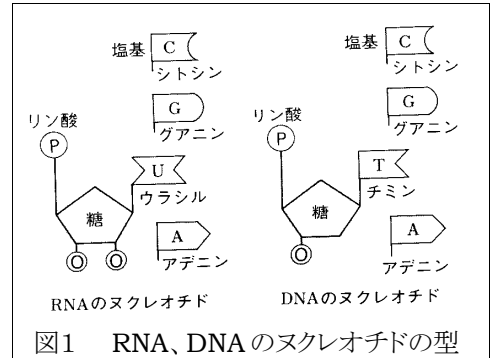 塩基 C
シトシン
G
グアニン
リン酸
P
U
ウラシル
糖
A
アデニン
O O
RNAのヌクレオチド
塩基 C
シトシン
G
グアニン
リン酸
P
T
チミン
糖
A
アデニン
O
DNAのヌクレオチド
図1 RNA、DNAのヌクレオチドの型